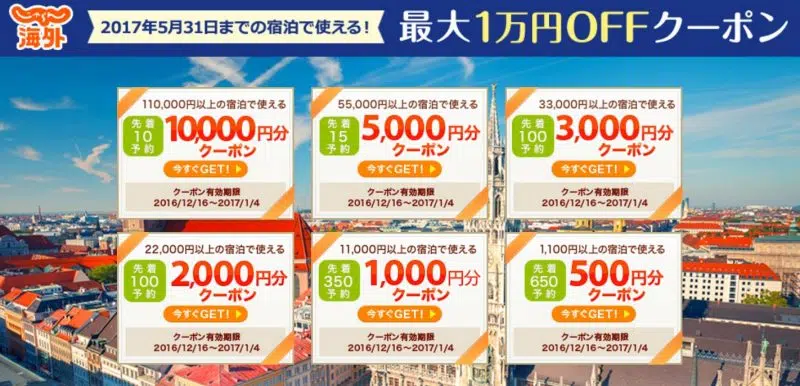 じゃらん
海外
2017年5月31日までの宿泊で使える！
最大1万円OFFクーポン
110,000円以上の宿泊で使える
先着
10
予約
10,000円分
クーポン
今すぐGET！
クーポン有効期限
2016/12/16～2017/1/4
55,000円以上の宿泊で使える
先着
15
予約
5,000円分
クーポン
今すぐGET！
クーポン有効期限
2016/12/16～2017/1/4
33,000円以上の宿泊で使える
先着
100
予約
3,000円分
クーポン
今すぐGET！
クーポン有効期限
2016/12/16～2017/1/4
22,000円以上の宿泊で使える
先着
100
予約
2,000円分
クーポン
今すぐGET！
クーポン有効期限
2016/12/16～2017/1/4
11,000円以上の宿泊で使える
先着
350
予約
1,000円分
クーポン
今すぐGET！
クーポン有効期限
2016/12/16～2017/1/4
1,100円以上の宿泊で使える
先着
650
予約
500円分
クーポン
今すぐGET！
クーポン有効期限
2016/12/16～2017/1/4